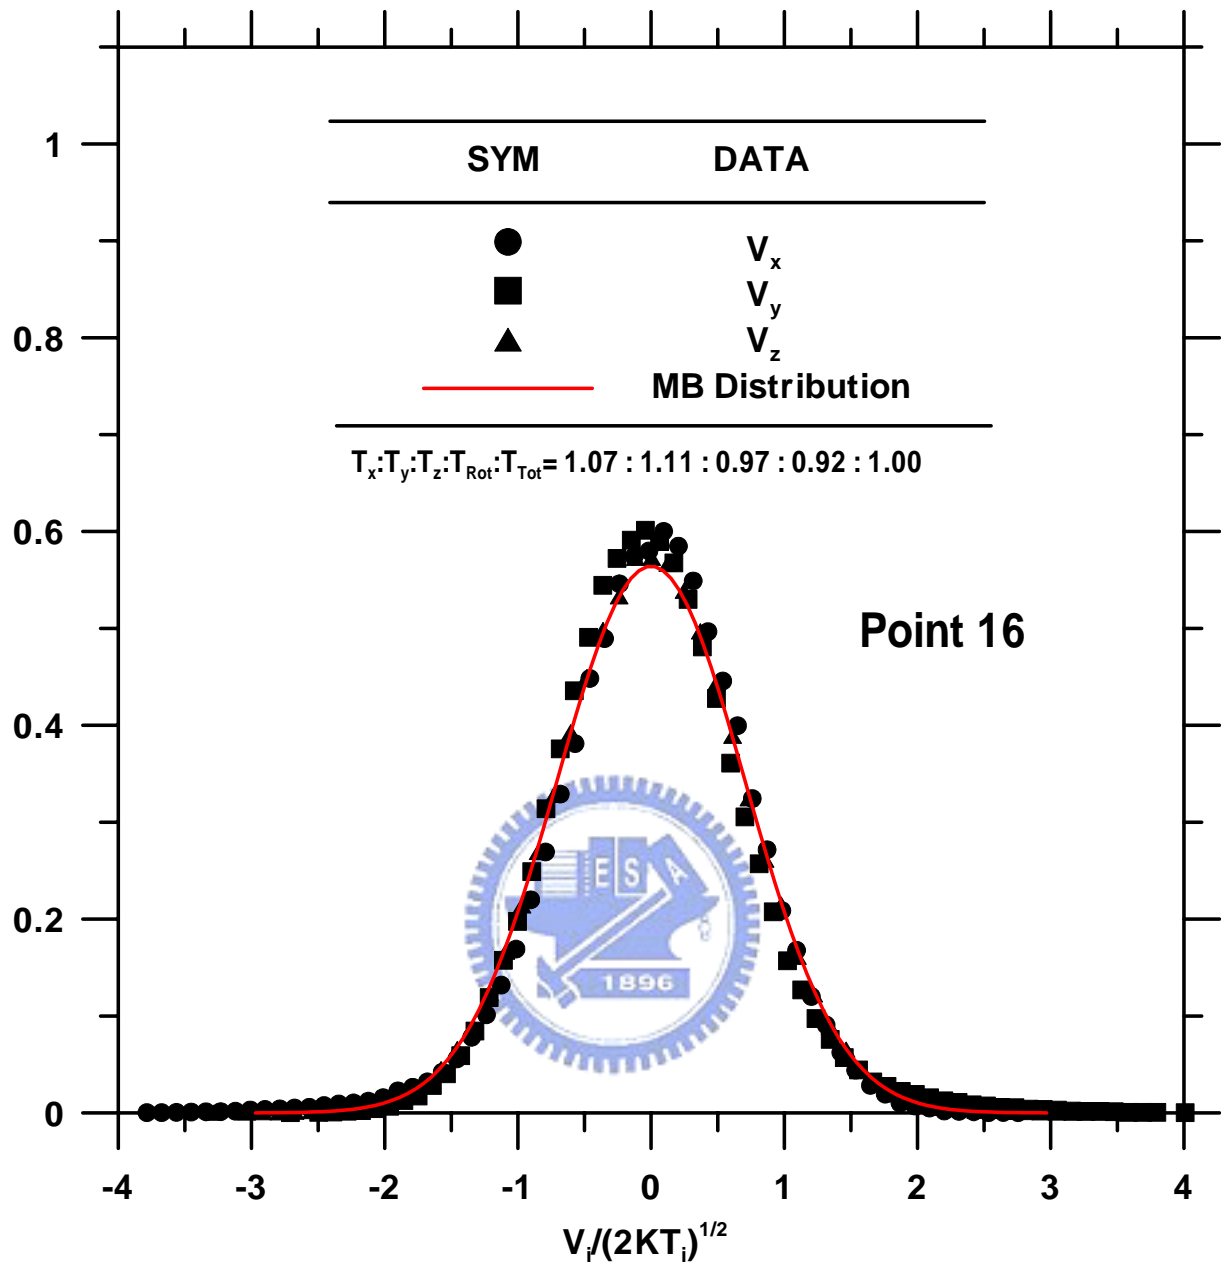 SYM DATA
Vx
Vy
Vz
MB Distribution
Tx:Ty:Tz:TRot:TTot= 1.07 : 1.11 : 0.97 : 0.92 : 1.00
Point 16
1
0.8
0.6
0.4
0.2
0
E S A
1896
-4 -3 -2 -1 0 1 2 3 4
Vi/(2KTi)1/2